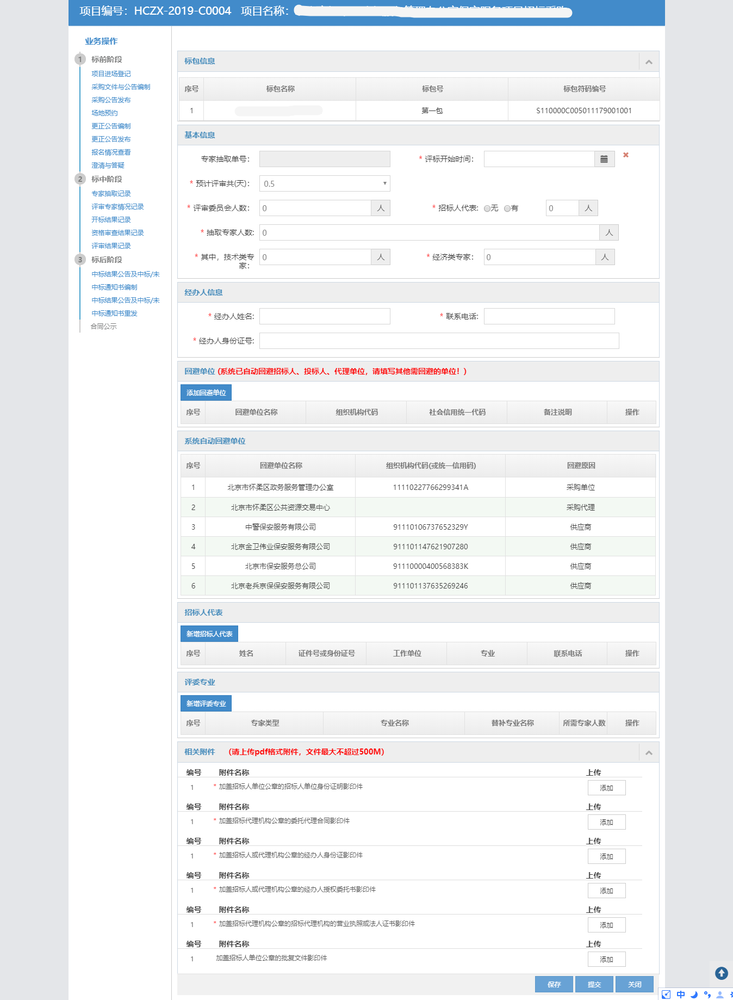 项目编号：HCZX-2019-C0004 项目名称：
业务操作
1 标前阶段
项目进场登记
采购文件与公告编制
采购公告发布
场地预约
更正公告编制
更正公告发布
报名情况查看
澄清与答疑
2 标中阶段
专家抽取记录
评审专家情况记录
开标结果记录
资格审查结果记录
评审结果记录
3 标后阶段
中标结果公告及中标/未
中标通知书编制
中标结果公告及中标/未
中标通知书重发
合同公示
标包信息
序号 标包名称 标包号 标包符码编号
1 第一包 S110000C005011179001001
基本信息
专家抽取单号： * 评标开始时间：
* 预计评审共(天)： 0.5
* 评审委员会人数： 0 人 * 招标人代表: 无 有 0 人
* 抽取专家人数: 0 人
* 其中，技术类专家： 0 人 * 经济类专家： 0 人
经办人信息
* 经办人姓名: * 联系电话:
* 经办人身份证号:
回避单位 (系统已自动回避招标人、投标人、代理单位，请填写其他需回避的单位！)
添加回避单位
序号 回避单位名称 组织机构代码 社会信用统一代码 备注说明 操作
系统自动回避单位
序号 回避单位名称 组织机构代码(或统一信用码) 回避原因
1 北京市怀柔区政务服务管理办公室 11110227766299341A 采购单位
2 北京市怀柔区公共资源交易中心 采购代理
3 中警保安服务有限公司 91110106737652329Y 供应商
4 北京金卫伟业保安服务有限公司 911101147621907280 供应商
5 北京市保安服务总公司 91110000400568383K 供应商
6 北京老兵京保保安服务有限公司 911101137635269246 供应商
招标人代表
新增招标人代表
序号 姓名 证件号或身份证号 工作单位 专业 联系电话 操作
评委专业
新增评委专业
序号 专家类型 专业名称 替补专业名称 所需专家人数 操作
相关附件 （请上传pdf格式附件，文件最大不超过500M）
编号 附件名称 上传
1 * 加盖招标人单位公章的招标人单位身份证明影印件 添加
编号 附件名称 上传
1 * 加盖招标代理机构公章的委托代理合同影印件 添加
编号 附件名称 上传
1 * 加盖招标人或代理机构公章的经办人身份证影印件 添加
编号 附件名称 上传
1 * 加盖招标人或代理机构公章的经办人授权委托书影印件 添加
编号 附件名称 上传
1 * 加盖招标代理机构公章的招标代理机构的营业执照或法人证书影印件 添加
编号 附件名称 上传
1 加盖招标人单位公章的批复文件影印件 添加
保存 提交 关闭
中